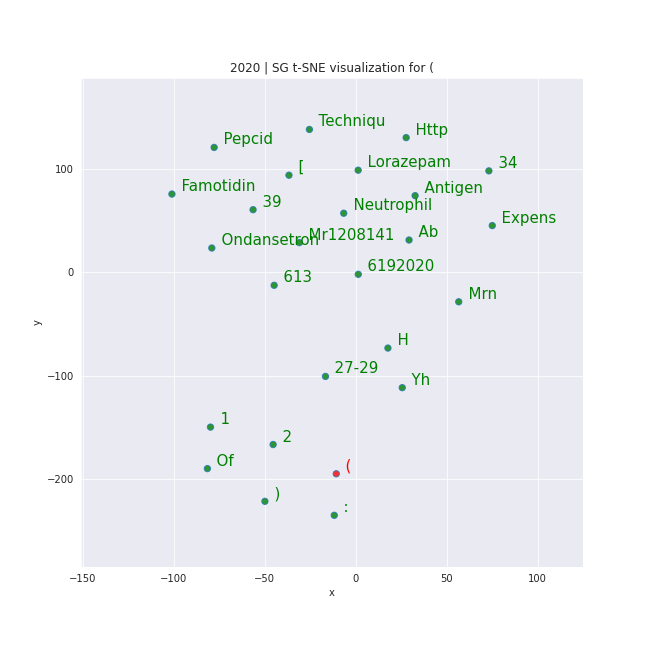 2020 | SG t-SNE visualization for (
Techniqu
Http
Pepcid
Lorazepam
34
[
Famotidin
Antigen
39
Neutrophil
Expens
Ondansetron
Mr1208141
Ab
6192020
613
Mrn
H
27-29
Yh
1
2
Of
(
)
:
100
0
−100
−200
−150
−100
−50
0
50
100
x
y